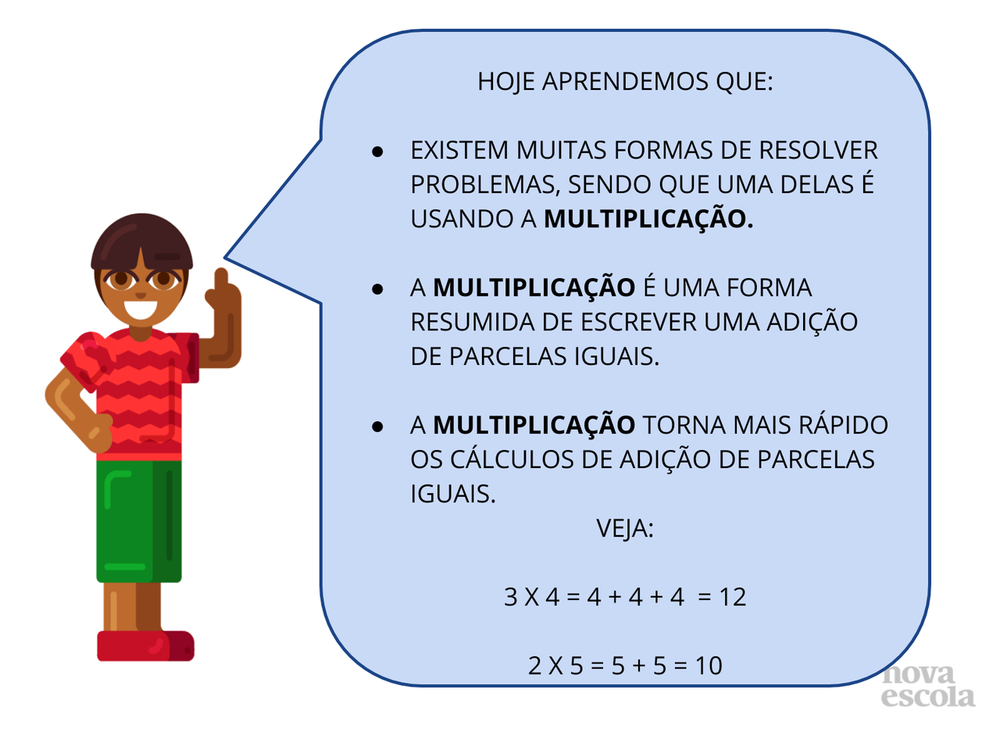 HOJE APRENDEMOS QUE:
● EXISTEM MUITAS FORMAS DE RESOLVER
PROBLEMAS, SENDO QUE UMA DELAS É
USANDO A MULTIPLICAÇÃO.
● A MULTIPLICAÇÃO É UMA FORMA
RESUMIDA DE ESCREVER UMA ADIÇÃO
DE PARCELAS IGUAIS.
● A MULTIPLICAÇÃO TORNA MAIS RÁPIDO
OS CÁLCULOS DE ADIÇÃO DE PARCELAS
IGUAIS.
VEJA:
3 X 4 = 4 + 4 + 4  = 12
2 X 5 = 5 + 5 = 10
nova
escola